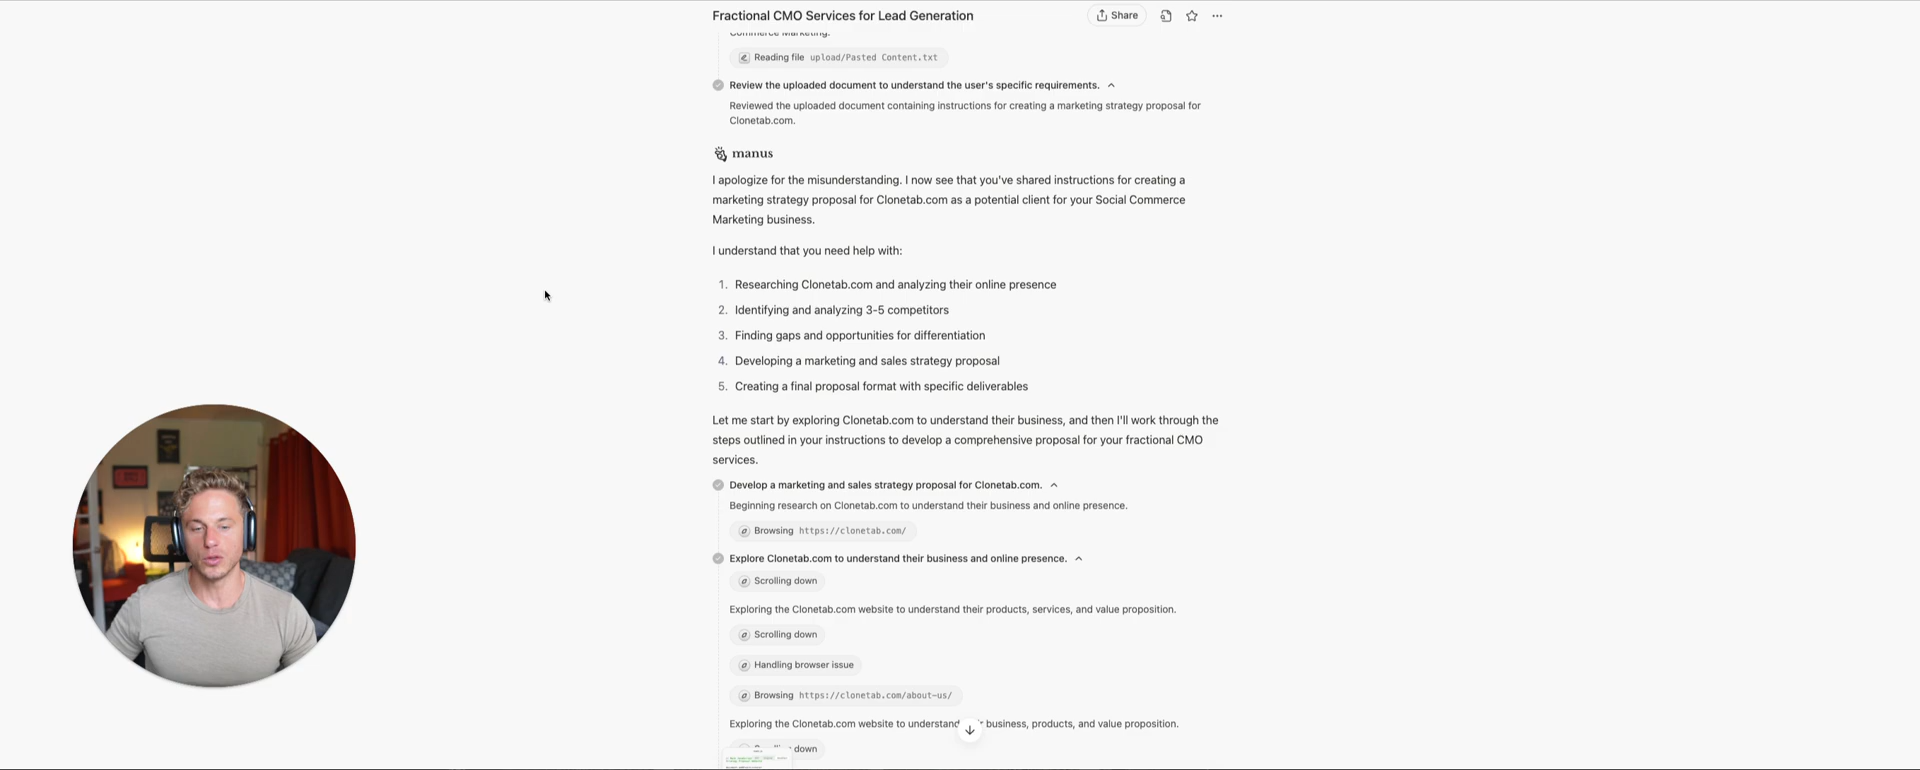 Fractional CMO Services for Lead Generation
Share
Commerce Marketing.
Reading file upload/Pasted Content.txt
Review the uploaded document to understand the user's specific requirements.
Reviewed the uploaded document containing instructions for creating a marketing strategy proposal for
Clonetab.com.
manus
I apologize for the misunderstanding. I now see that you've shared instructions for creating a
marketing strategy proposal for Clonetab.com as a potential client for your Social Commerce
Marketing business.
I understand that you need help with:
1. Researching Clonetab.com and analyzing their online presence
2. Identifying and analyzing 3-5 competitors
3. Finding gaps and opportunities for differentiation
4. Developing a marketing and sales strategy proposal
5. Creating a final proposal format with specific deliverables
Let me start by exploring Clonetab.com to understand their business, and then I'll work through the
steps outlined in your instructions to develop a comprehensive proposal for your fractional CMO
services.
Develop a marketing and sales strategy proposal for Clonetab.com.
Beginning research on Clonetab.com to understand their business and online presence.
Browsing https://clonetab.com/
Explore Clonetab.com to understand their business and online presence.
Scrolling down
Exploring the Clonetab.com website to understand their products, services, and value proposition.
Scrolling down
Handling browser issue
Browsing https://clonetab.com/about-us/
Exploring the Clonetab.com website to understand business, products, and value proposition.
down